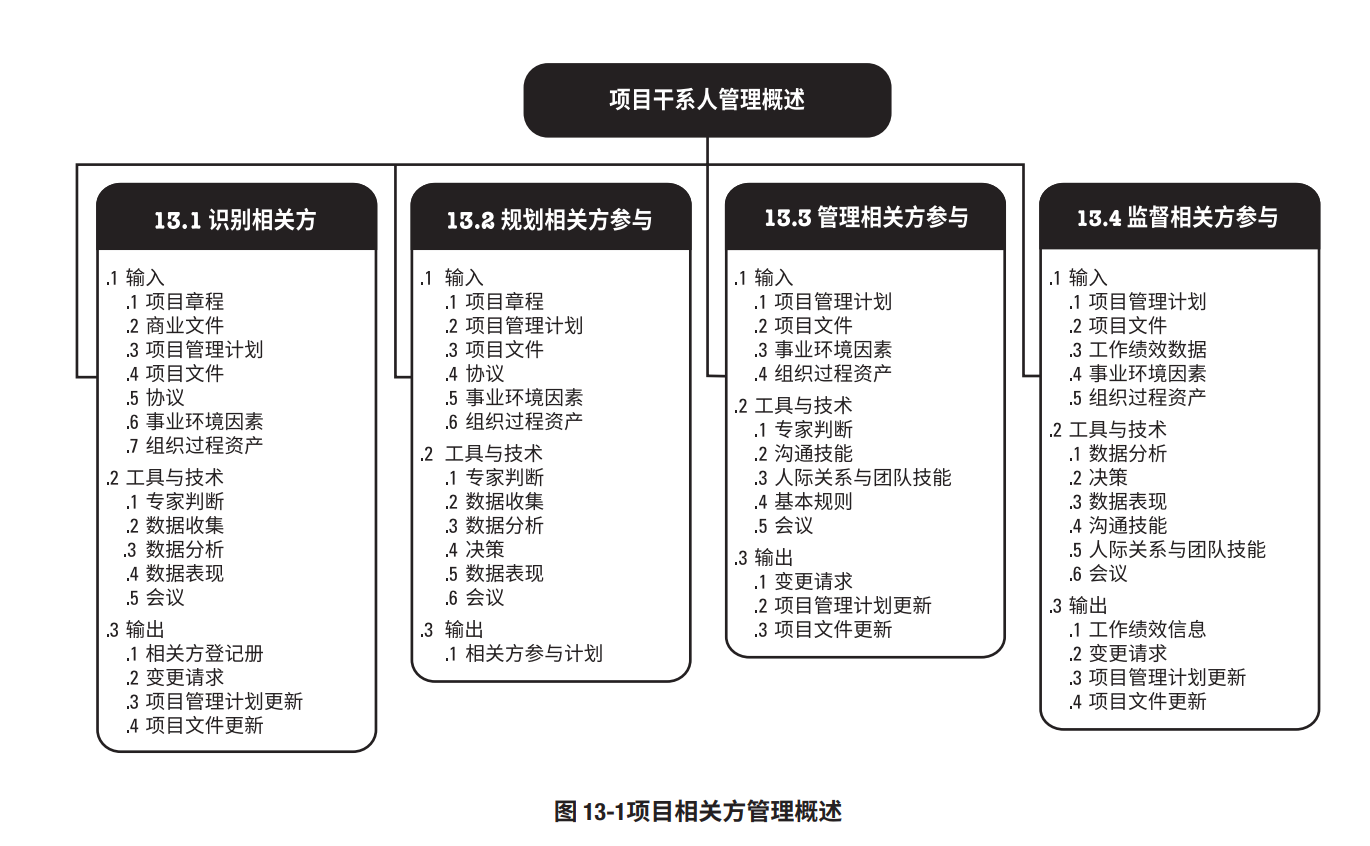 项目干系人管理概述
13.1 识别相关方
.1 输入
.1 项目章程
.2 商业文件
.3 项目管理计划
.4 项目文件
.5 协议
.6 事业环境因素
.7 组织过程资产
.2 工具与技术
.1 专家判断
.2 数据收集
.3 数据分析
.4 数据表现
.5 会议
.3 输出
.1 相关方登记册
.2 变更请求
.3 项目管理计划更新
.4 项目文件更新
13.2 规划相关方参与
.1 输入
.1 项目章程
.2 项目管理计划
.3 项目文件
.4 协议
.5 事业环境因素
.6 组织过程资产
.2 工具与技术
.1 专家判断
.2 数据收集
.3 数据分析
.4 决策
.5 数据表现
.6 会议
.3 输出
.1 相关方参与计划
13.3 管理相关方参与
.1 输入
.1 项目管理计划
.2 项目文件
.3 事业环境因素
.4 组织过程资产
.2 工具与技术
.1 专家判断
.2 沟通技能
.3 人际关系与团队技能
.4 基本规则
.5 会议
.3 输出
.1 变更请求
.2 项目管理计划更新
.3 项目文件更新
13.4 监督相关方参与
.1 输入
.1 项目管理计划
.2 项目文件
.3 工作绩效数据
.4 事业环境因素
.5 组织过程资产
.2 工具与技术
.1 数据分析
.2 决策
.3 数据表现
.4 沟通技能
.5 人际关系与团队技能
.6 会议
.3 输出
.1 工作绩效信息
.2 变更请求
.3 项目管理计划更新
.4 项目文件更新
图 13-1项目相关方管理概述